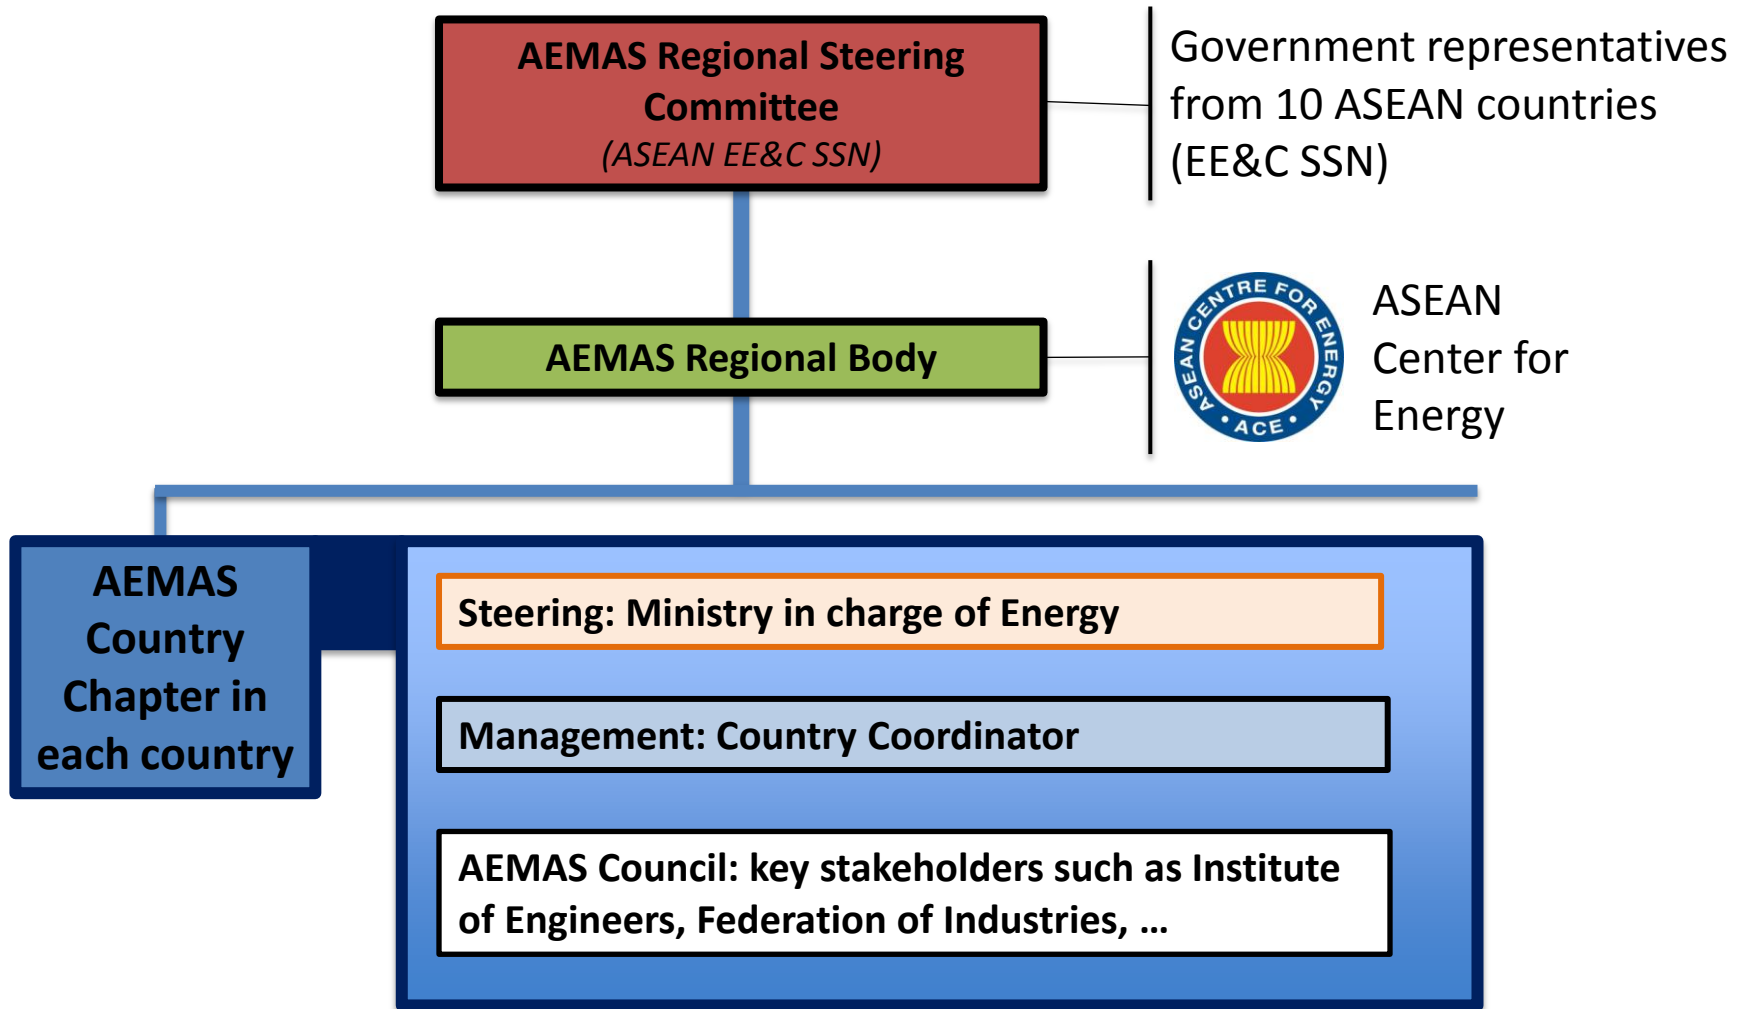 AEMAS Regional Steering
Committee
(ASEAN EE&C SSN)
Government representatives
from 10 ASEAN countries
(EE&C SSN)
AEMAS Regional Body
ASEAN CENTRE FOR ENERGY
• ACE •
ASEAN
Center for
Energy
AEMAS
Country
Chapter in
each country
Steering: Ministry in charge of Energy
Management: Country Coordinator
AEMAS Council: key stakeholders such as Institute
of Engineers, Federation of Industries, ...